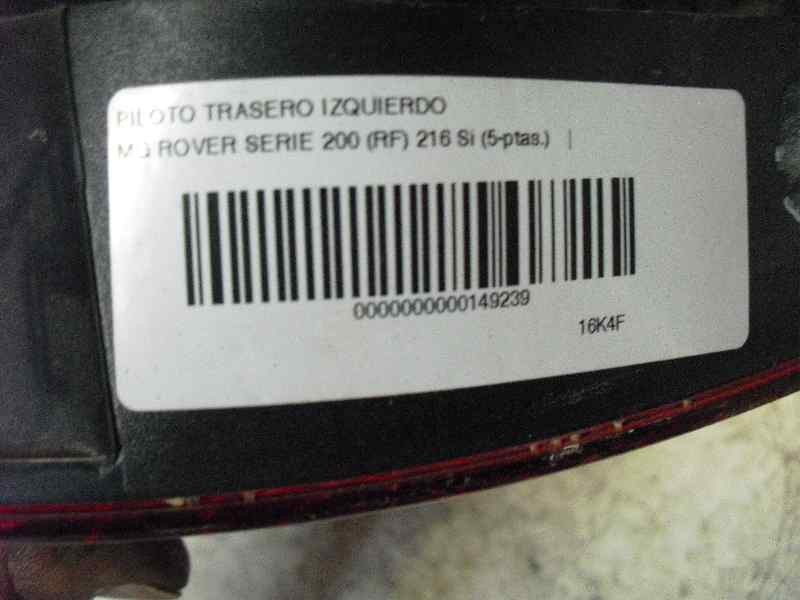 PILOTO TRASERO IZQUIERDO
MG ROVER SERIE 200 (RF) 216 Si (5-ptas.) |
0000000000149239
16K4F